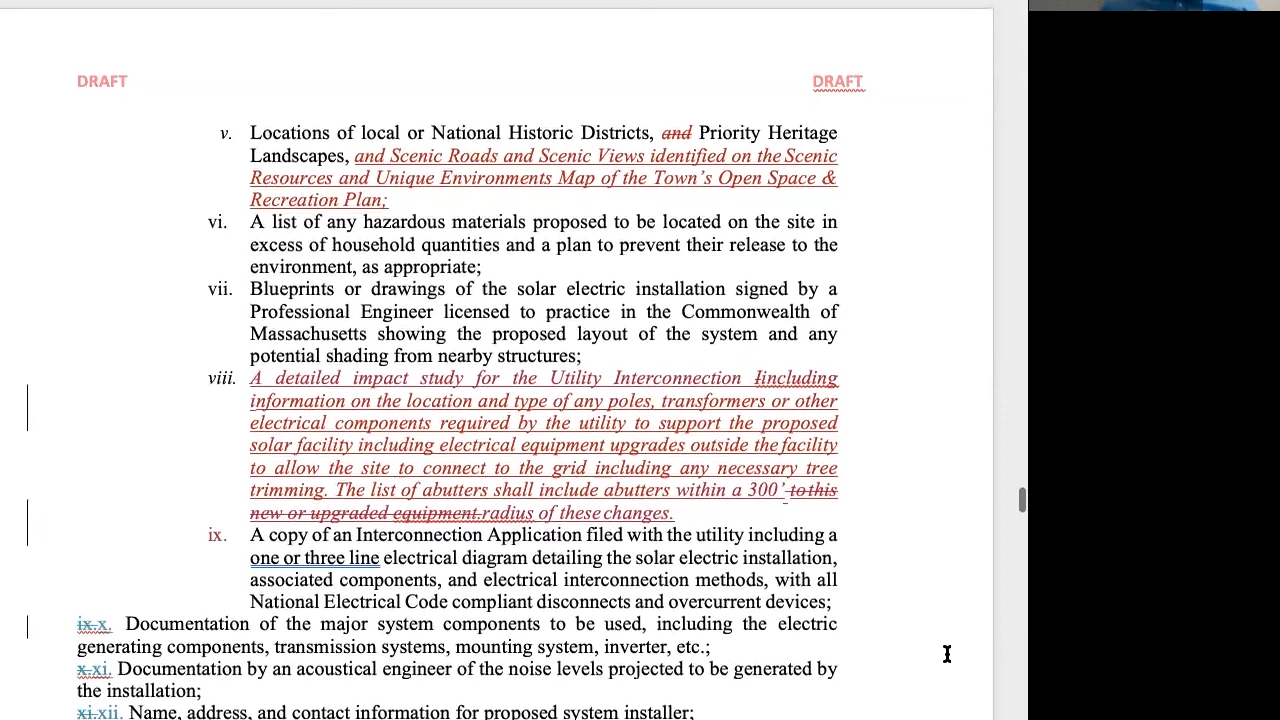 DRAFT DRAFT
v. Locations of local or National Historic Districts, and Priority Heritage
Landscapes, and Scenic Roads and Scenic Views identified on the Scenic
Resources and Unique Environments Map of the Town's Open Space &
Recreation Plan;
vi. A list of any hazardous materials proposed to be located on the site in
excess of household quantities and a plan to prevent their release to the
environment, as appropriate;
vii. Blueprints or drawings of the solar electric installation signed by a
Professional Engineer licensed to practice in the Commonwealth of
Massachusetts showing the proposed layout of the system and any
potential shading from nearby structures;
viii. A detailed impact study for the Utility Interconnection Iincluding
information on the location and type of any poles, transformers or other
electrical components required by the utility to support the proposed
solar facility including electrical equipment upgrades outside the facility
to allow the site to connect to the grid including any necessary tree
trimming. The list of abutters shall include abutters within a 300' to this
new or upgraded equipment. radius of these changes.
ix. A copy of an Interconnection Application filed with the utility including a
one or three line electrical diagram detailing the solar electric installation,
associated components, and electrical interconnection methods, with all
National Electrical Code compliant disconnects and overcurrent devices;
ix.x. Documentation of the major system components to be used, including the electric
generating components, transmission systems, mounting system, inverter, etc.;
x.xi. Documentation by an acoustical engineer of the noise levels projected to be generated by
the installation;
xi.xii. Name, address, and contact information for proposed system installer;